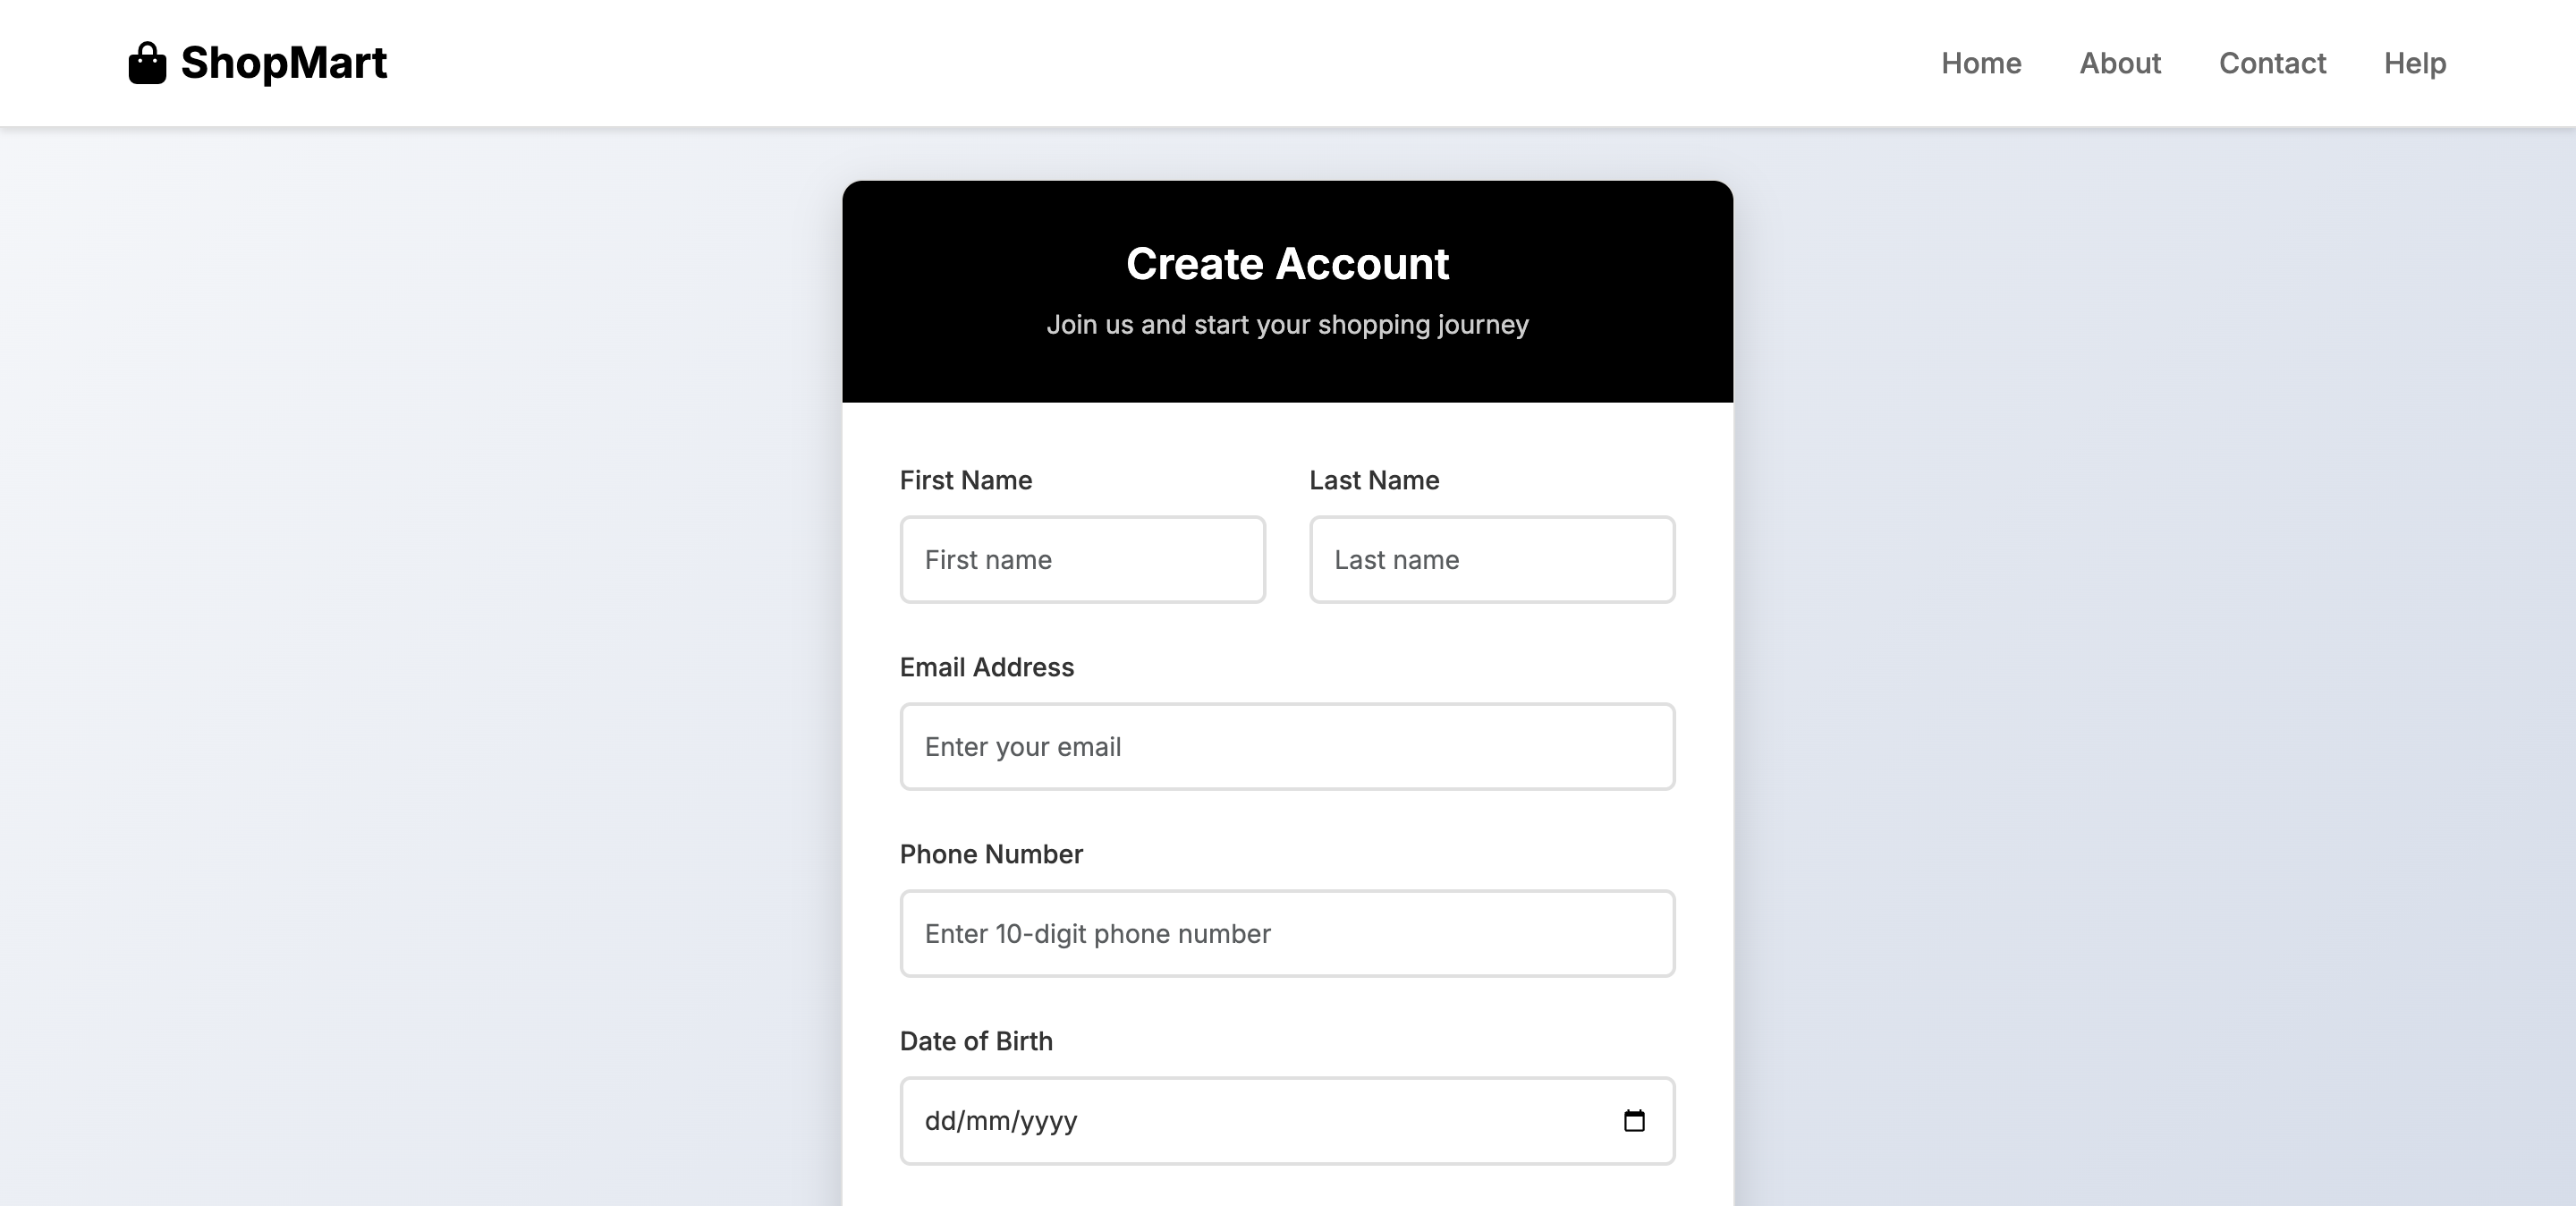 ShopMart
Home About Contact Help
Create Account
Join us and start your shopping journey
First Name Last Name
First name Last name
Email Address
Enter your email
Phone Number
Enter 10-digit phone number
Date of Birth
dd/mm/yyyy